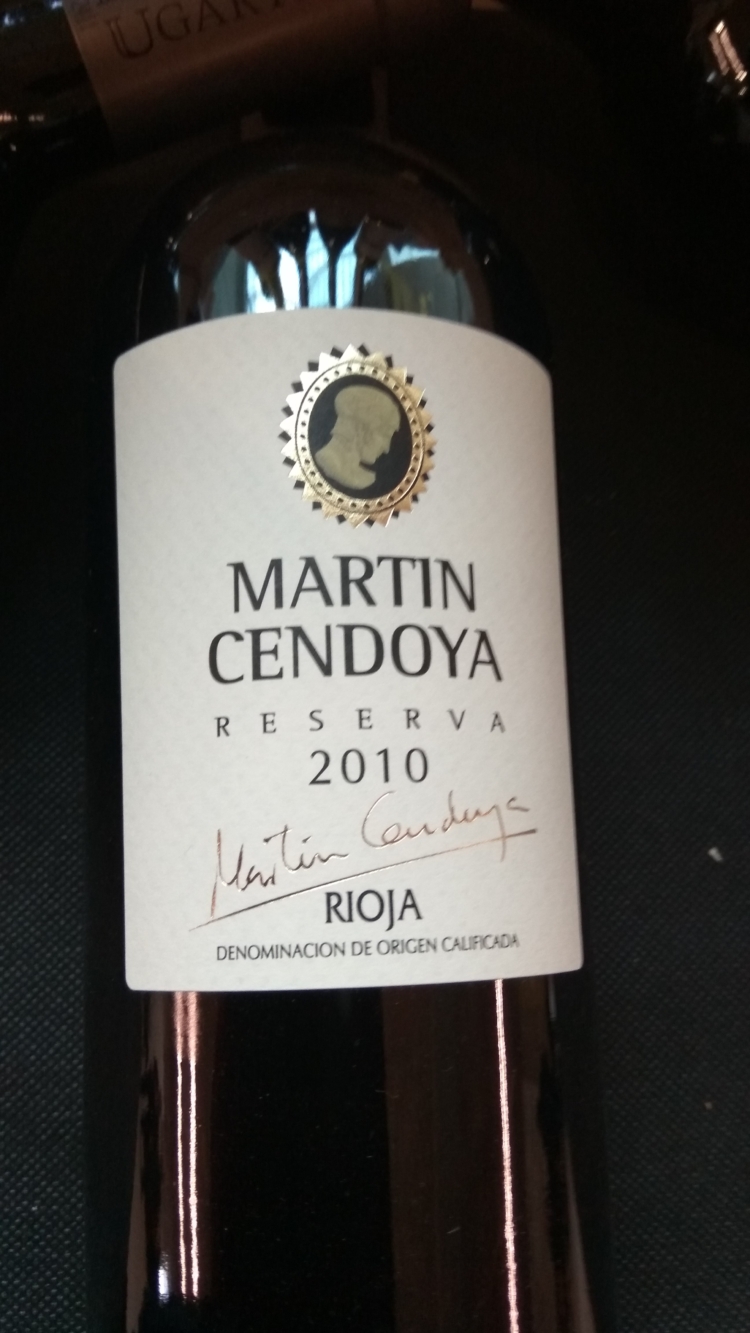 MARTIN
CENDOYA
RESERVA
2010
Martin Cendoya
RIOJA
DENOMINACION DE ORIGEN CALIFICADA